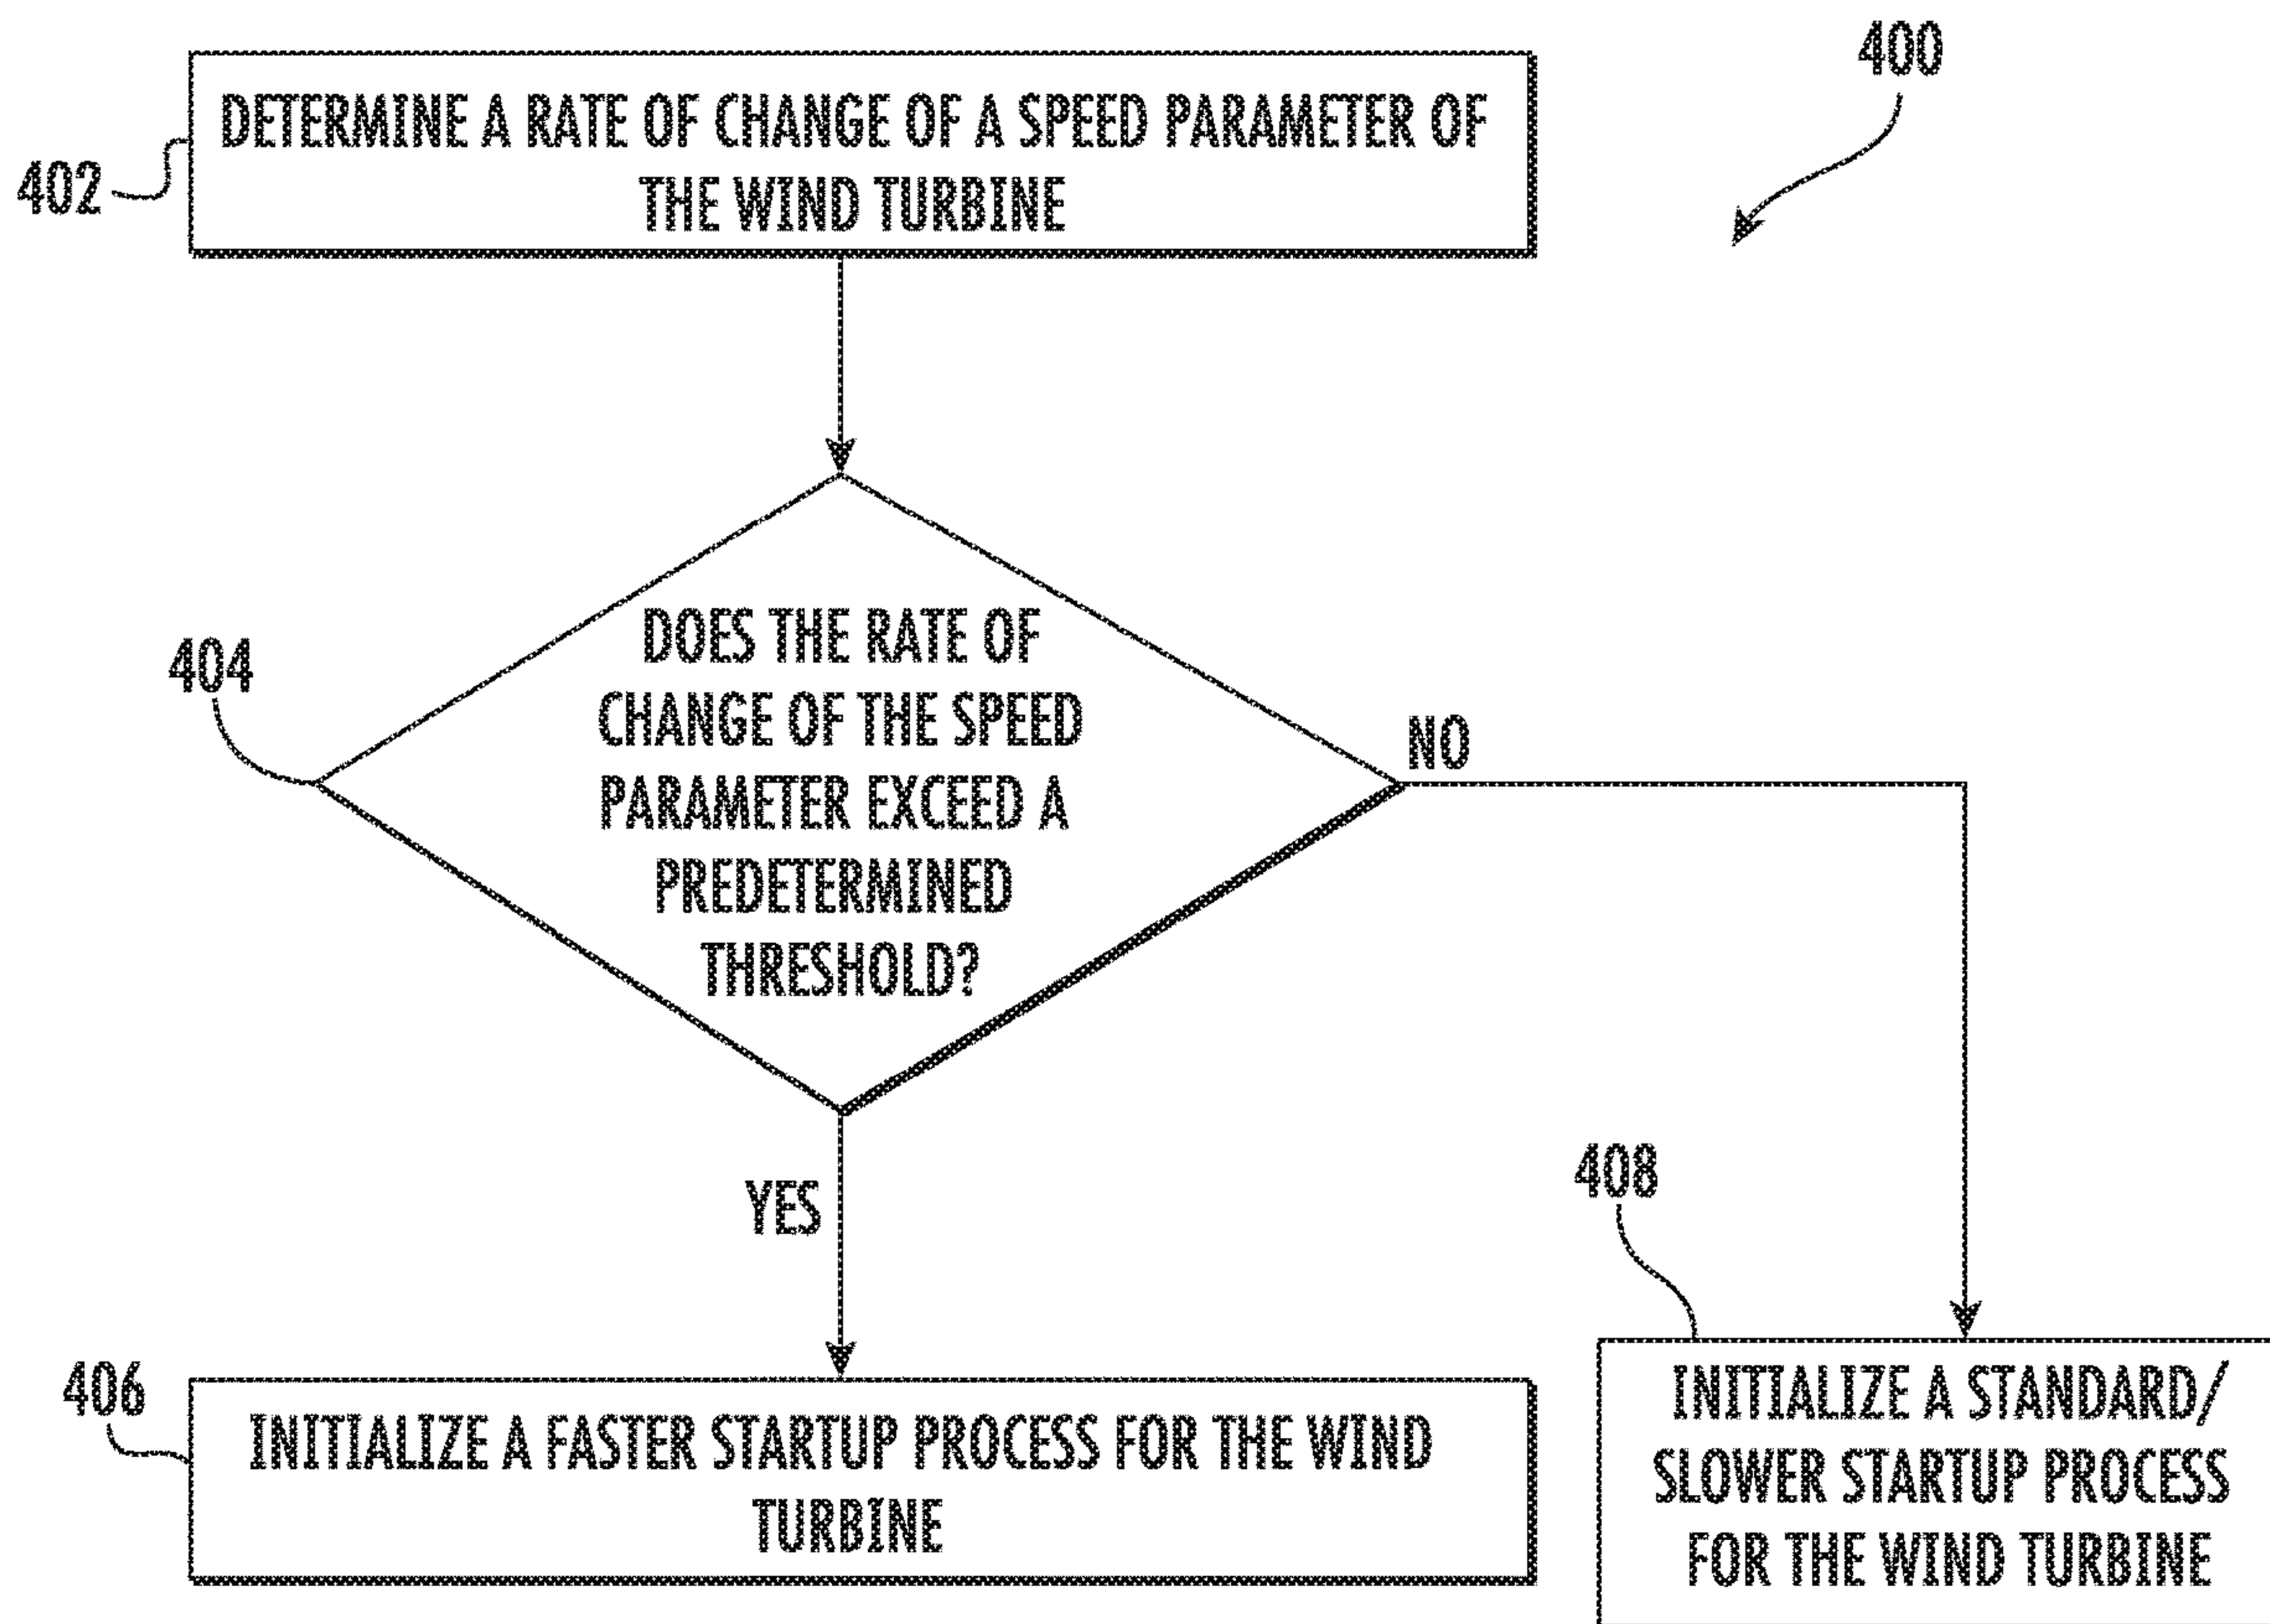 400
DETERMINE A RATE OF CHANGE OF A SPEED PARAMETER OF
THE WIND TURBINE
402
DOES THE RATE OF
CHANGE OF THE SPEED
PARAMETER EXCEED A
PREDETERMINED
THRESHOLD?
404
NO
YES
408
406
INITIALIZE A FASTER STARTUP PROCESS FOR THE WIND
TURBINE
INITIALIZE A STANDARD/
SLOWER STARTUP PROCESS
FOR THE WIND TURBINE